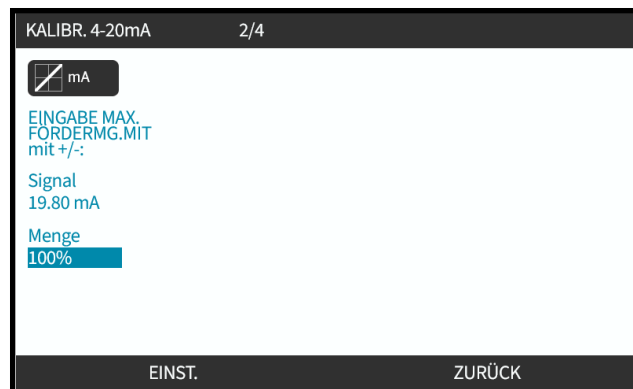 KALIBR. 4-20mA 2/4
mA
EINGABE MAX.
FÖRDERMG.MIT
mit +/-:
Signal
19.80 mA
Menge
100%
EINST. ZURÜCK